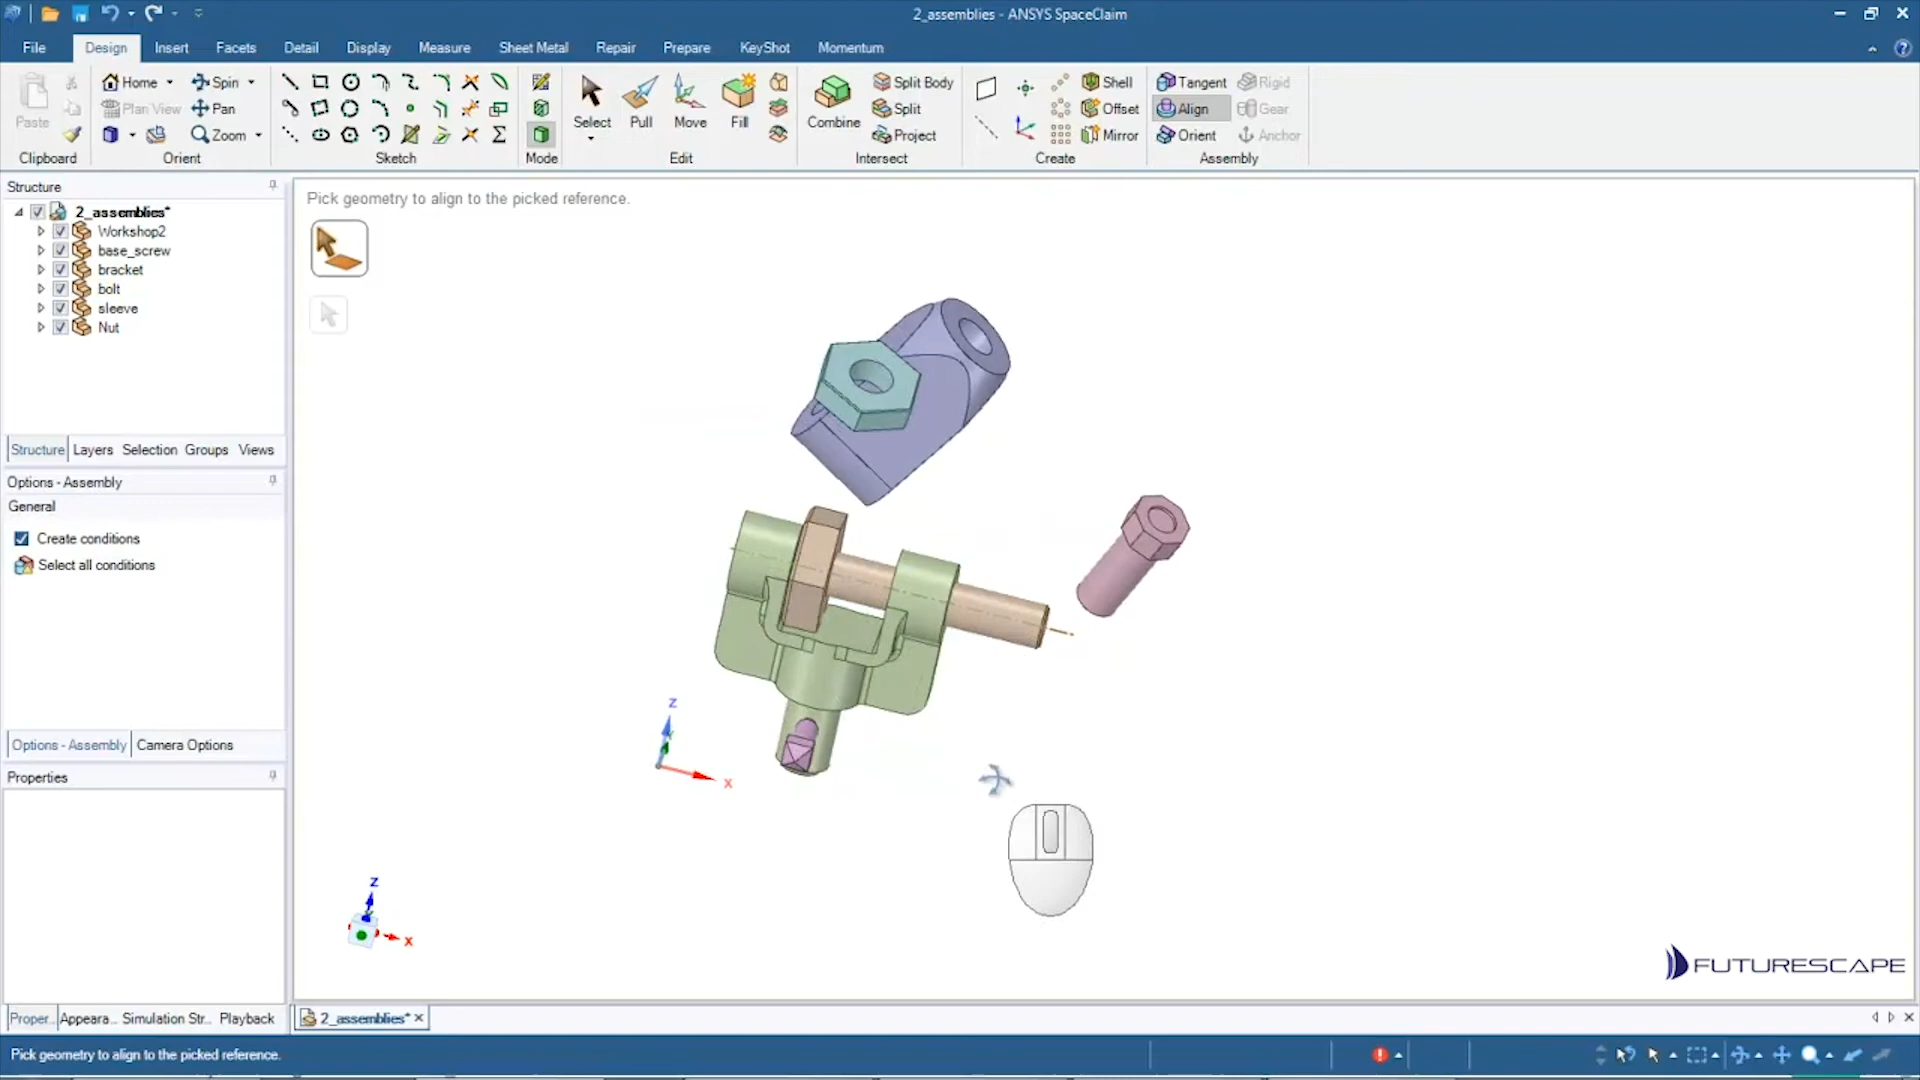 2_assemblies - ANSYS SpaceClaim
File Design Insert Facets Detail Display Measure Sheet Metal Repair Prepare KeyShot Momentum
Paste
Clipboard
Home Spin
Plan View Pan
Zoom
Orient
Sketch
Mode
Select Pull Move Fill
Edit
Combine
Split Body
Split
Project
Intersect
Shell
Offset
Mirror
Create
Tangent Rigid
Align Gear
Orient Anchor
Assembly
Structure
2_assemblies*
Workshop2
base_screw
bracket
bolt
sleeve
Nut
Structure Layers Selection Groups Views
Options - Assembly
General
Create conditions
Select all conditions
Options - Assembly Camera Options
Properties
Proper... Appeara... Simulation Str... Playback
Pick geometry to align to the picked reference.
Z
X
Z
X
FUTURESCAPE
2_assemblies*
Pick geometry to align to the picked reference.